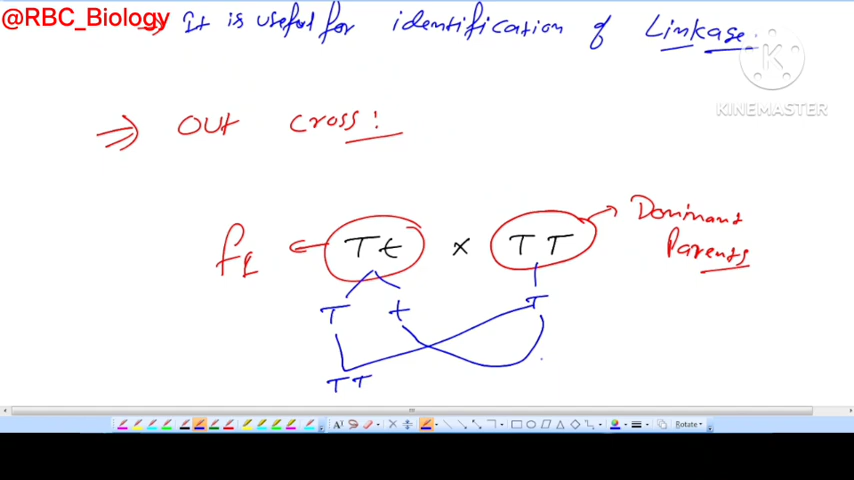 @RBC_Biology
⇒ It is useful for identification of Linkage.
KINEMASTER
⇒ Out cross:
Dominant
Parents
f1 ← Tt × TT →
T t T
TT
Rotate